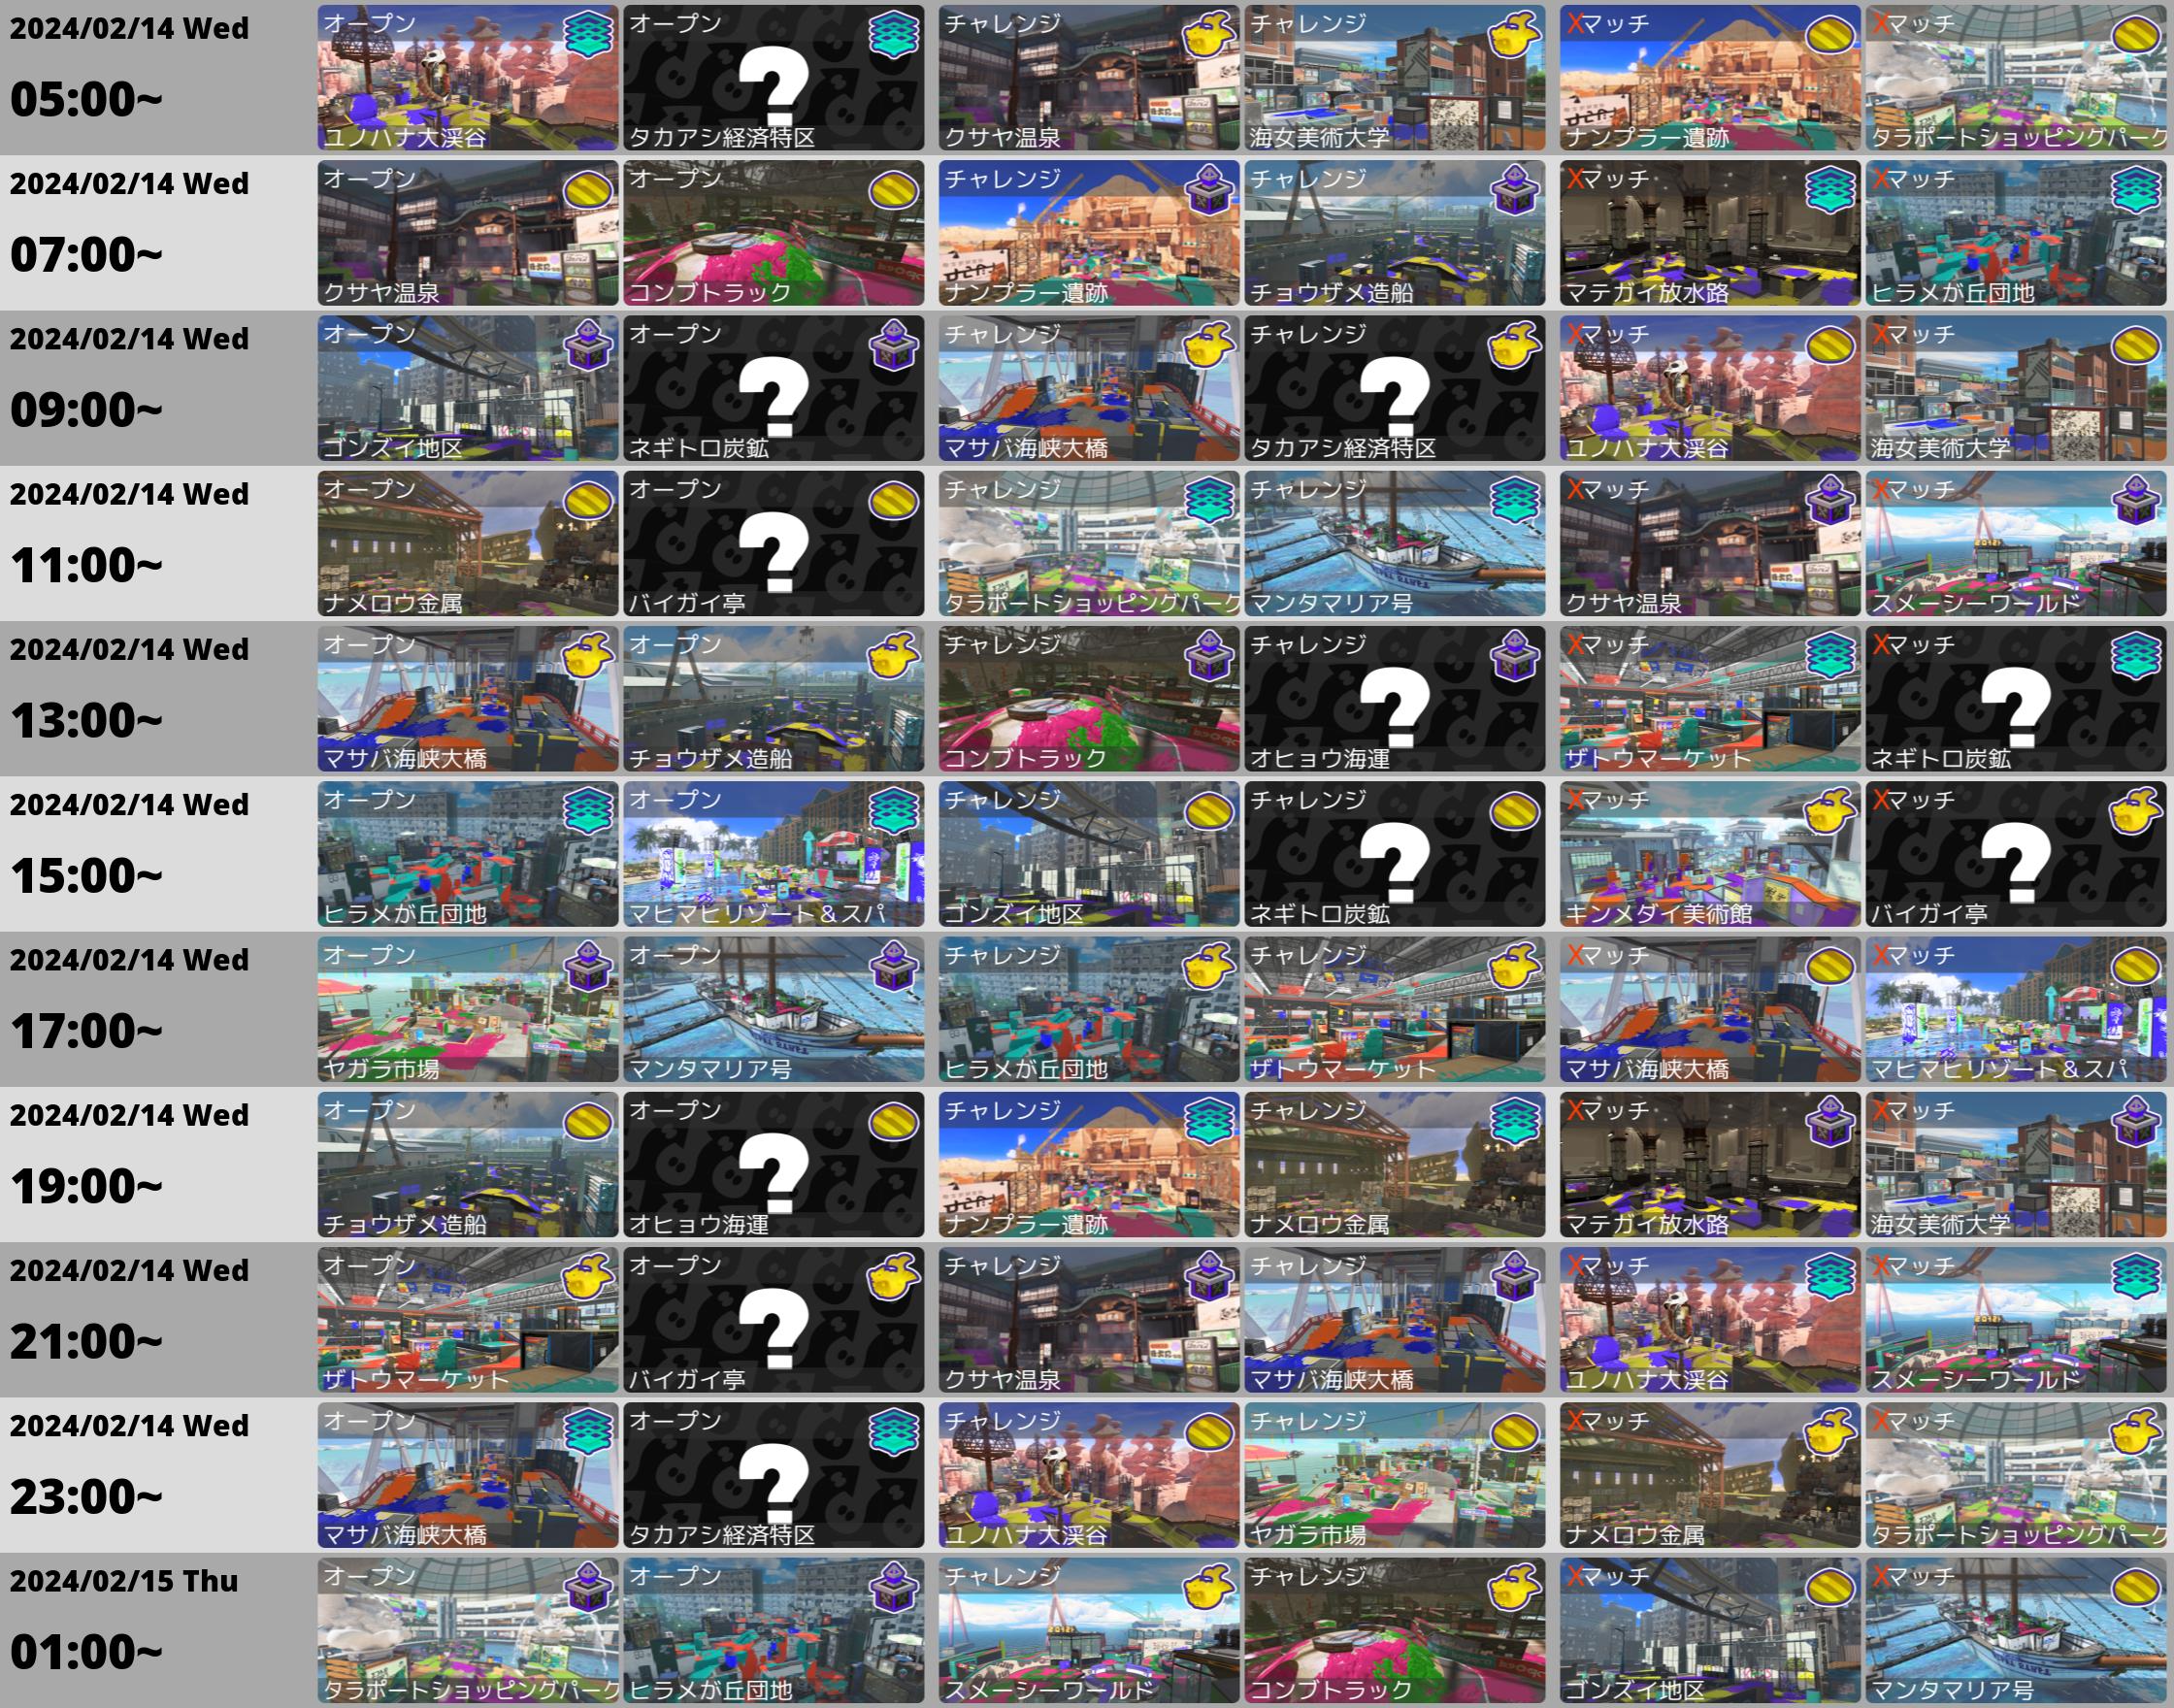 2024/02/14 Wed
05:00~
オープン オープン チャレンジ チャレンジ Xマッチ Xマッチ
ユノハナ大渓谷 タカアシ経済特区 クサヤ温泉 海女美術大学 ナンプラー遺跡 タラポートショッピングパーク
2024/02/14 Wed
07:00~
オープン オープン チャレンジ チャレンジ Xマッチ Xマッチ
クサヤ温泉 コンブトラック ナンプラー遺跡 チョウザメ造船 マテガイ放水路 ヒラメが丘団地
2024/02/14 Wed
09:00~
オープン オープン チャレンジ チャレンジ Xマッチ Xマッチ
ゴンズイ地区 ネギトロ炭鉱 マサバ海峡大橋 タカアシ経済特区 ユノハナ大渓谷 海女美術大学
2024/02/14 Wed
11:00~
オープン オープン チャレンジ チャレンジ Xマッチ Xマッチ
ナメロウ金属 バイガイ亭 タラポートショッピングパーク マンタマリア号 クサヤ温泉 スメーシーワールド
2024/02/14 Wed
13:00~
オープン オープン チャレンジ チャレンジ Xマッチ Xマッチ
マサバ海峡大橋 チョウザメ造船 コンブトラック オヒョウ海運 ザトウマーケット ネギトロ炭鉱
2024/02/14 Wed
15:00~
オープン オープン チャレンジ チャレンジ Xマッチ Xマッチ
ヒラメが丘団地 マヒマヒリゾート&スパ ゴンズイ地区 ネギトロ炭鉱 キンメダイ美術館 バイガイ亭
2024/02/14 Wed
17:00~
オープン オープン チャレンジ チャレンジ Xマッチ Xマッチ
ヤガラ市場 マンタマリア号 ヒラメが丘団地 ザトウマーケット マサバ海峡大橋 マヒマヒリゾート&スパ
2024/02/14 Wed
19:00~
オープン オープン チャレンジ チャレンジ Xマッチ Xマッチ
チョウザメ造船 オヒョウ海運 ナンプラー遺跡 ナメロウ金属 マテガイ放水路 海女美術大学
2024/02/14 Wed
21:00~
オープン オープン チャレンジ チャレンジ Xマッチ Xマッチ
ザトウマーケット バイガイ亭 クサヤ温泉 マサバ海峡大橋 ユノハナ大渓谷 スメーシーワールド
2024/02/14 Wed
23:00~
オープン オープン チャレンジ チャレンジ Xマッチ Xマッチ
マサバ海峡大橋 タカアシ経済特区 ユノハナ大渓谷 ヤガラ市場 ナメロウ金属 タラポートショッピングパーク
2024/02/15 Thu
01:00~
オープン オープン チャレンジ チャレンジ Xマッチ Xマッチ
タラポートショッピングパーク ヒラメが丘団地 スメーシーワールド コンブトラック ゴンズイ地区 マンタマリア号